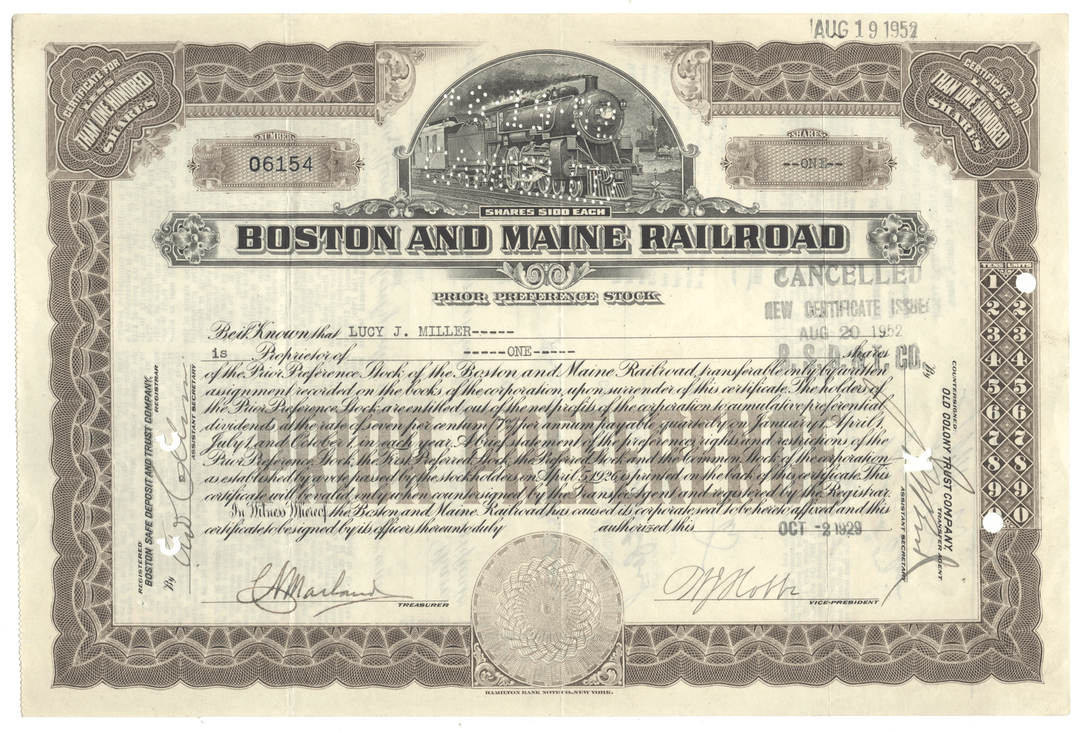 AUG 19 1952
CERTIFICATE FOR
LESS
THAN ONE HUNDRED
SHARES
CERTIFICATE FOR
LESS
THAN ONE HUNDRED
SHARES
NUMBER
06154
SHARES
--ONE--
SHARES $100 EACH
BOSTON AND MAINE RAILROAD
PRIOR PREFERENCE STOCK
CANCELLED
NEW CERTIFICATE ISSUED
AUG 20 1952
B. S. D. & T. CO.
Be it Known that LUCY J. MILLER-----
is Proprietor of -----ONE----- shares
of the Prior Preference Stock of the Boston and Maine Railroad, transferable only by an
assignment recorded on the books of the corporation, upon surrender of this certificate. The holders of
the Prior Preference Stock are entitled out of the net profits of the corporation to cumulative preferential
dividends at the rate of seven per centum 7% per annum payable quarterly on January 1, April 1,
July 1, and October 1, in each year. A brief statement of the preferences, rights and restrictions of the
Prior Preference Stock, the First Preferred Stock, the Preferred Stock and the Common Stock of the corporation
as established by a vote passed by the stockholders on April 5, 1926 is printed on the back of this certificate. This
certificate will be valid only when countersigned by the Transfer Agent and registered by the Registrar.
In Witness Whereof, the Boston and Maine Railroad has caused its corporate seal to be hereto affixed and this
certificate to be signed by its officers thereunto duly authorized this OCT -2 1929
TREASURER
VICE-PRESIDENT
REGISTERED:
BOSTON SAFE DEPOSIT AND TRUST COMPANY,
REGISTRAR
By
ASSISTANT SECRETARY
COUNTERSIGNED:
OLD COLONY TRUST COMPANY,
TRANSFER AGENT
By
ASSISTANT SECRETARY
TENS UNITS
1
2 2
3 3
4 4
5 5
6 6
7 7
8 8
9 9
0
HAMILTON BANK NOTE CO., NEW YORK.